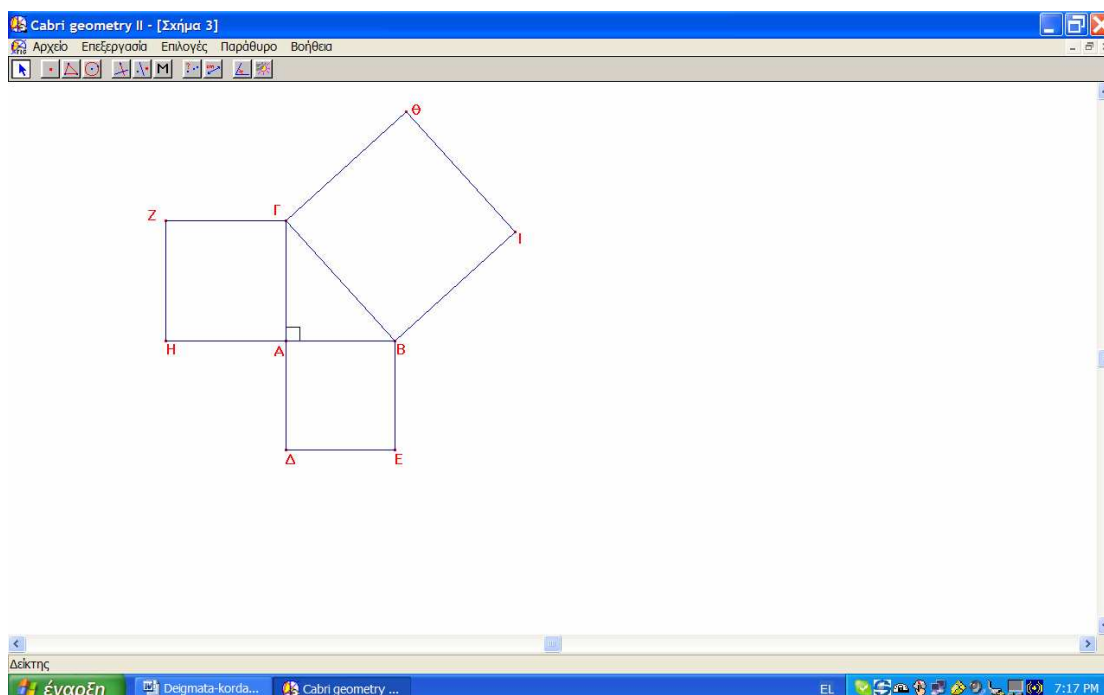 Cabri geometry II - [Σχήμα 3]
Αρχείο Επεξεργασία Επιλογές Παράθυρο Βοήθεια
Θ
Ζ Γ
Ι
Η Α Β
Δ Ε
Δείκτης
έναρξη Deigmata-korda... Cabri geometry ... EL 7:17 PM